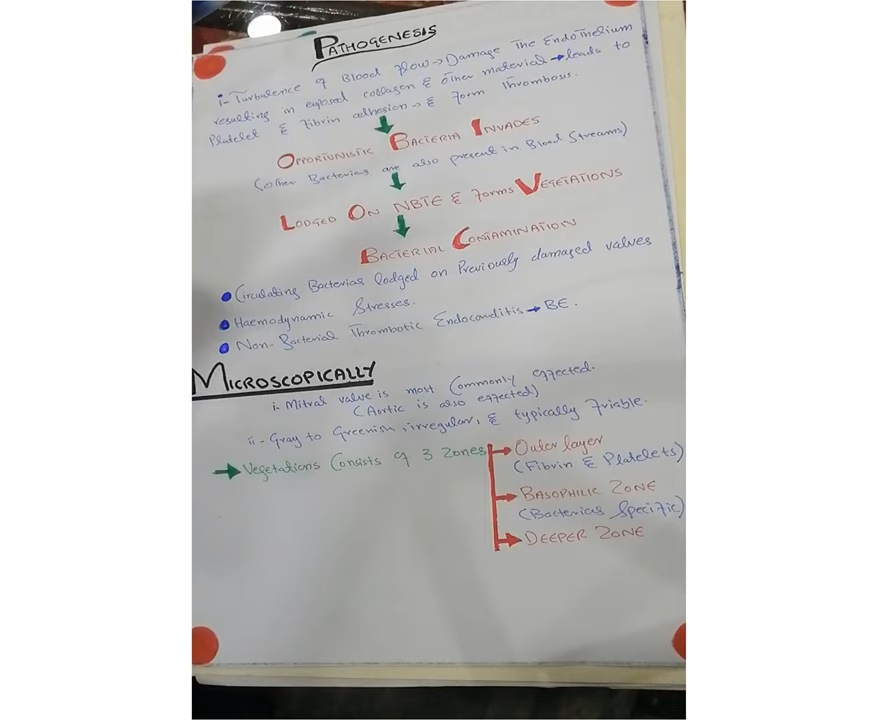 PATHOGENESIS
i- Turbulence of Blood flow → Damage The Endothelium
resulting in exposed collagen & other material → leads to
Platelet & Fibrin adhesion → & Form Thrombosis.
OPPORTUNISTIC BACTERIA INVADES
(other Bacterias are also present in Blood Streams)
LODGED ON NBTE & forms VEGETATIONS
BACTERIAL CONTAMINATION
Circulating Bacterias lodged on Previously damaged valves
Haemodynamic Stresses.
Non-Bacterial Thrombotic Endocarditis → BE.
MICROSCOPICALLY
i- Mitral valve is most Commonly effected.
(Aortic is also effected)
ii- Gray to Greenish, irregular, & typically Friable.
→ Vegetations Consists of 3 Zones
→ Outer layer
(Fibrin & Platelets)
→ BASOPHILIC ZONE
(Bacterias Specific)
→ DEEPER ZONE